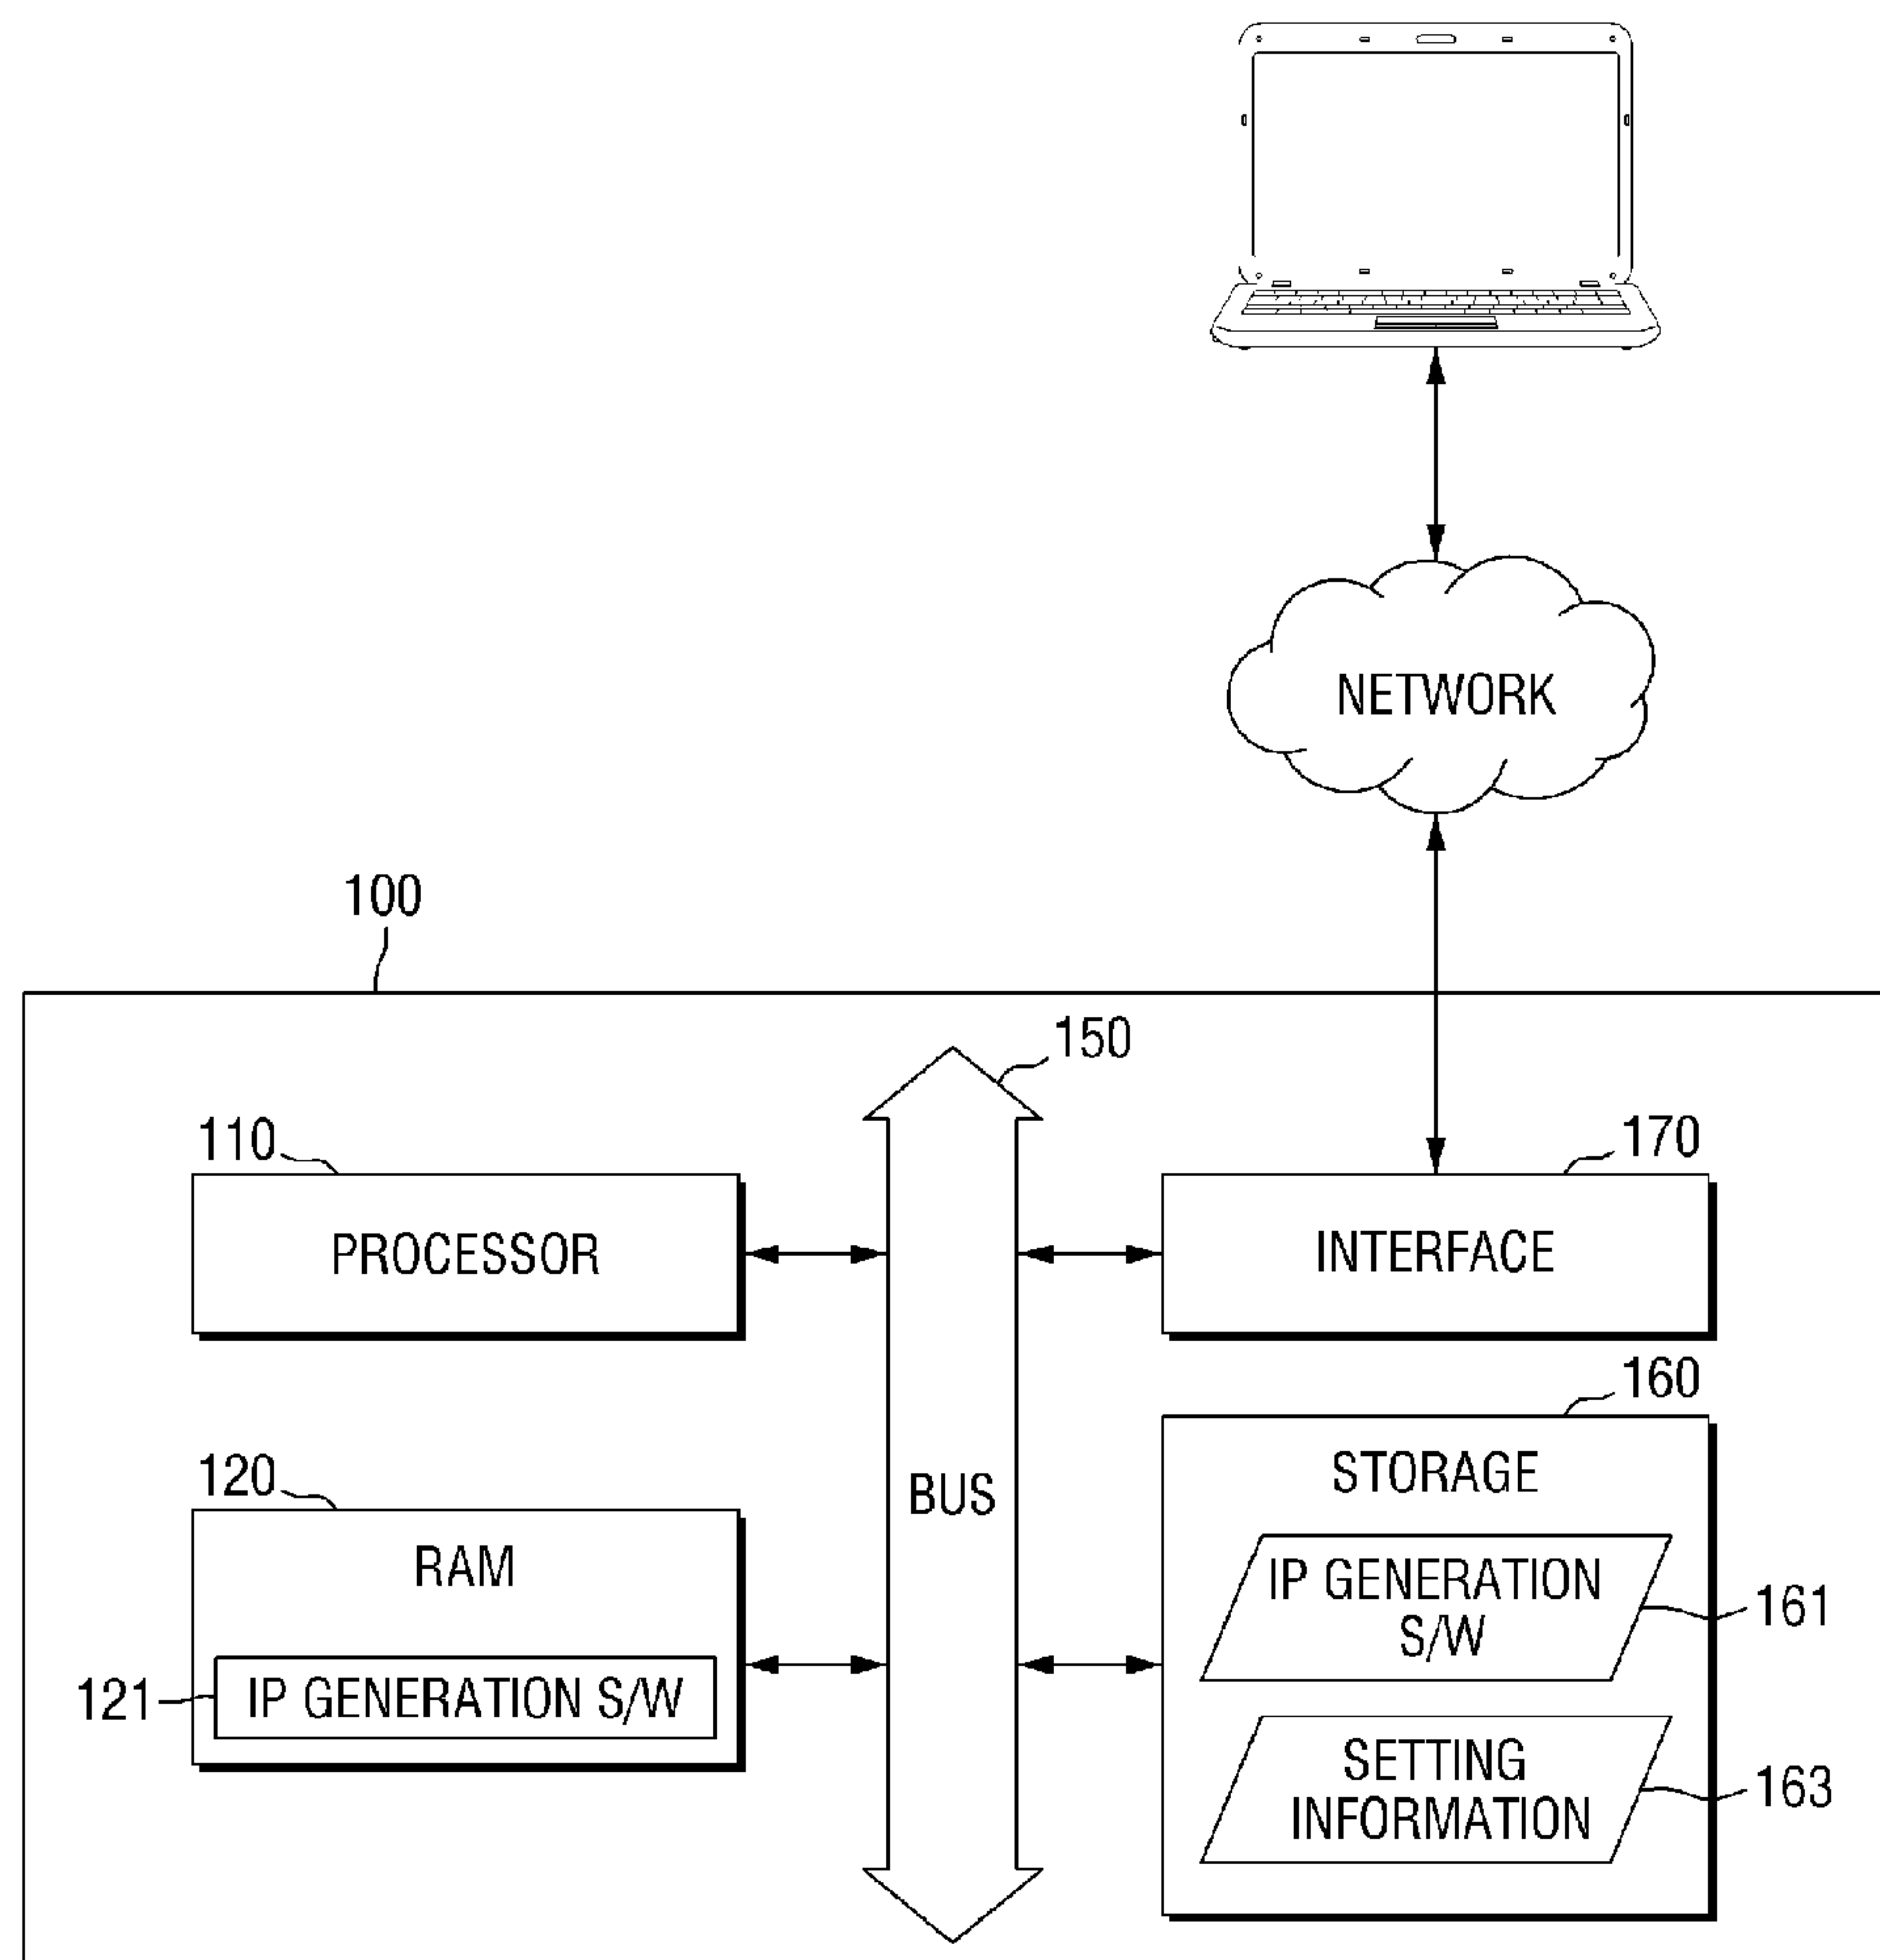 NETWORK
100
150
110
170
PROCESSOR
INTERFACE
160
120
STORAGE
BUS
RAM
IP GENERATION
S/W
161
121
IP GENERATION S/W
SETTING
INFORMATION
163